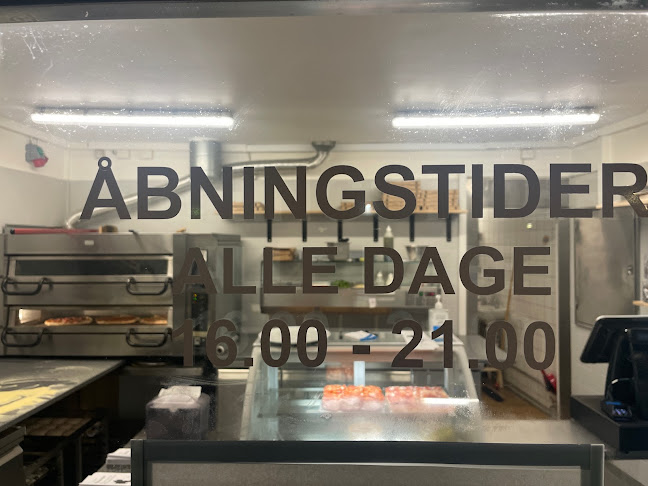 ÅBNINGSTIDER
ALLE DAGE
16.00 - 21.00